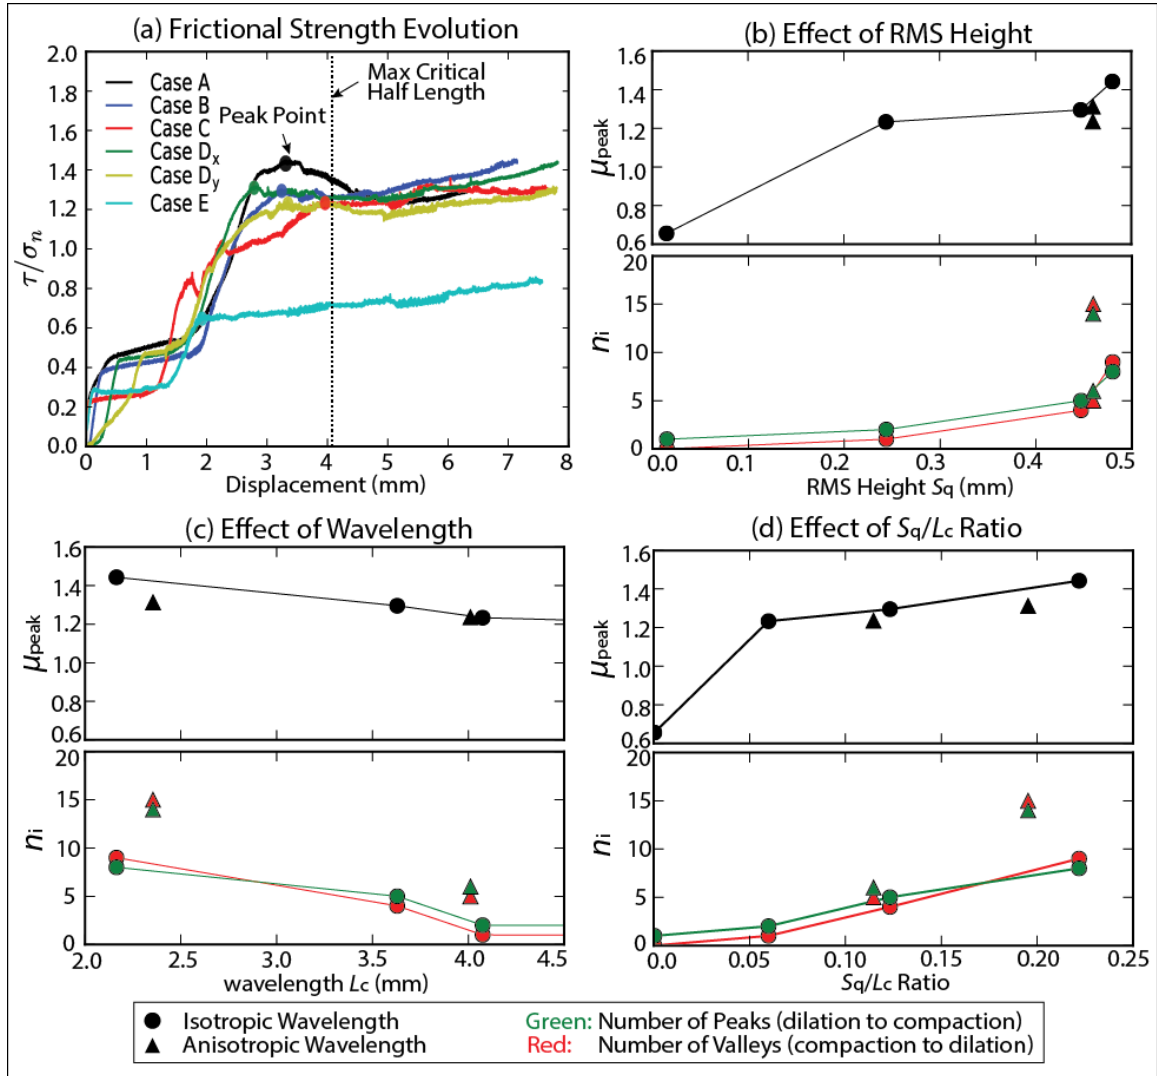 (a) Frictional Strength Evolution
2.0
1.8
1.6
1.4
1.2
1.0
0.8
0.6
0.4
0.2
0.0
τ/σn
Case A
Case B
Case C
Case Dx
Case Dy
Case E
Peak Point
Max Critical
Half Length
0 1 2 3 4 5 6 7 8
Displacement (mm)
(b) Effect of RMS Height
1.6
1.4
1.2
1.0
0.8
0.6
μpeak
20
15
10
5
0
ni
0.0 0.1 0.2 0.3 0.4 0.5
RMS Height Sq (mm)
(c) Effect of Wavelength
1.6
1.4
1.2
1.0
0.8
0.6
μpeak
20
15
10
5
0
ni
2.0 2.5 3.0 3.5 4.0 4.5
wavelength Lc (mm)
(d) Effect of Sq/Lc Ratio
1.6
1.4
1.2
1.0
0.8
0.6
μpeak
20
15
10
5
0
ni
0.0 0.05 0.10 0.15 0.20 0.25
Sq/Lc Ratio
Isotropic Wavelength
Anisotropic Wavelength
Green: Number of Peaks (dilation to compaction)
Red: Number of Valleys (compaction to dilation)